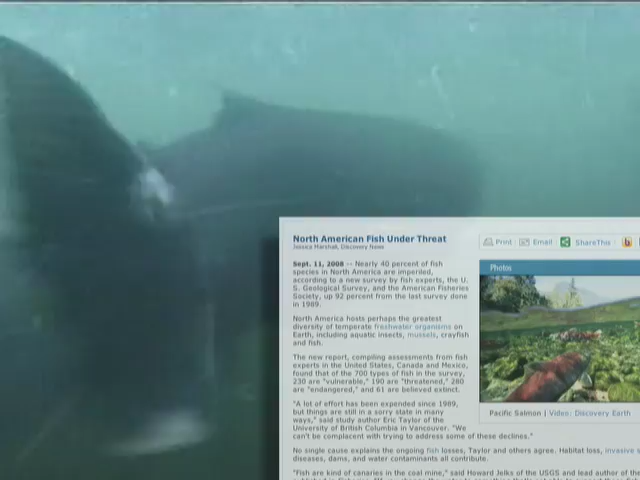 North American Fish Under Threat
Jessica Marshall, Discovery News
Print Email ShareThis
Sept. 11, 2008 -- Nearly 40 percent of fish
species in North America are imperiled,
according to a new survey by fish experts, the U.
S. Geological Survey, and the American Fisheries
Society, up 92 percent from the last survey done
in 1989.
North America hosts perhaps the greatest
diversity of temperate freshwater organisms on
Earth, including aquatic insects, mussels, crayfish
and fish.
The new report, compiling assessments from fish
experts in the United States, Canada and Mexico,
found that of the 700 types of fish in the survey,
230 are "vulnerable," 190 are "threatened," 280
are "endangered," and 61 are believed extinct.
"A lot of effort has been expended since 1989,
but things are still in a sorry state in many
ways," said study author Eric Taylor of the
University of British Columbia in Vancouver. "We
can't be complacent with trying to address some of these declines."
No single cause explains the ongoing fish losses, Taylor and others agree. Habitat loss, invasive s
diseases, dams, and water contaminants all contribute.
"Fish are kind of canaries in the coal mine," said Howard Jelks of the USGS and lead author of the
Photos
Pacific Salmon | Video: Discovery Earth